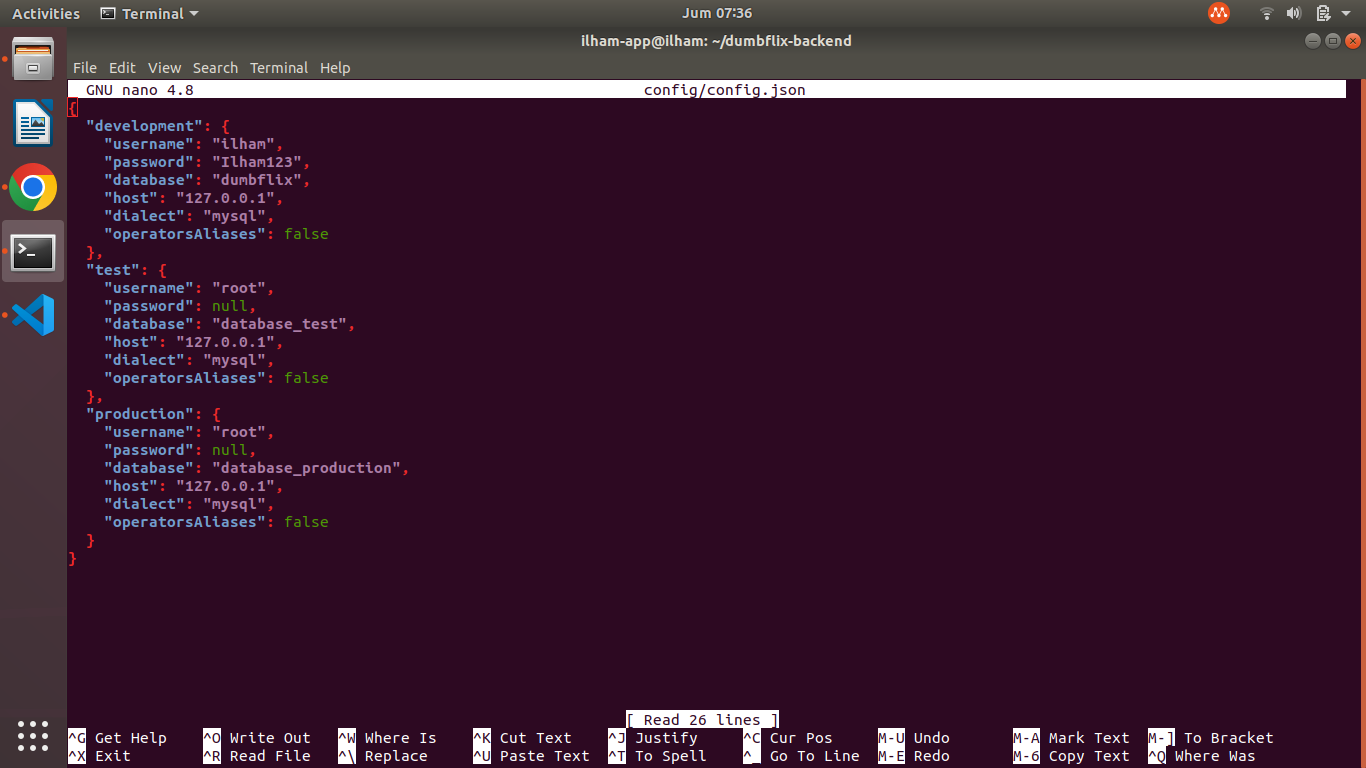 Activities Terminal Jum 07:36
ilham-app@ilham: ~/dumbflix-backend
File Edit View Search Terminal Help
GNU nano 4.8 config/config.json
{
  "development": {
    "username": "ilham",
    "password": "Ilham123",
    "database": "dumbflix",
    "host": "127.0.0.1",
    "dialect": "mysql",
    "operatorsAliases": false
  },
  "test": {
    "username": "root",
    "password": null,
    "database": "database_test",
    "host": "127.0.0.1",
    "dialect": "mysql",
    "operatorsAliases": false
  },
  "production": {
    "username": "root",
    "password": null,
    "database": "database_production",
    "host": "127.0.0.1",
    "dialect": "mysql",
    "operatorsAliases": false
  }
}
[ Read 26 lines ]
^G Get Help ^O Write Out ^W Where Is ^K Cut Text ^J Justify ^C Cur Pos M-U Undo M-A Mark Text M-] To Bracket
^X Exit ^R Read File ^\ Replace ^U Paste Text ^T To Spell ^_ Go To Line M-E Redo M-6 Copy Text ^Q Where Was